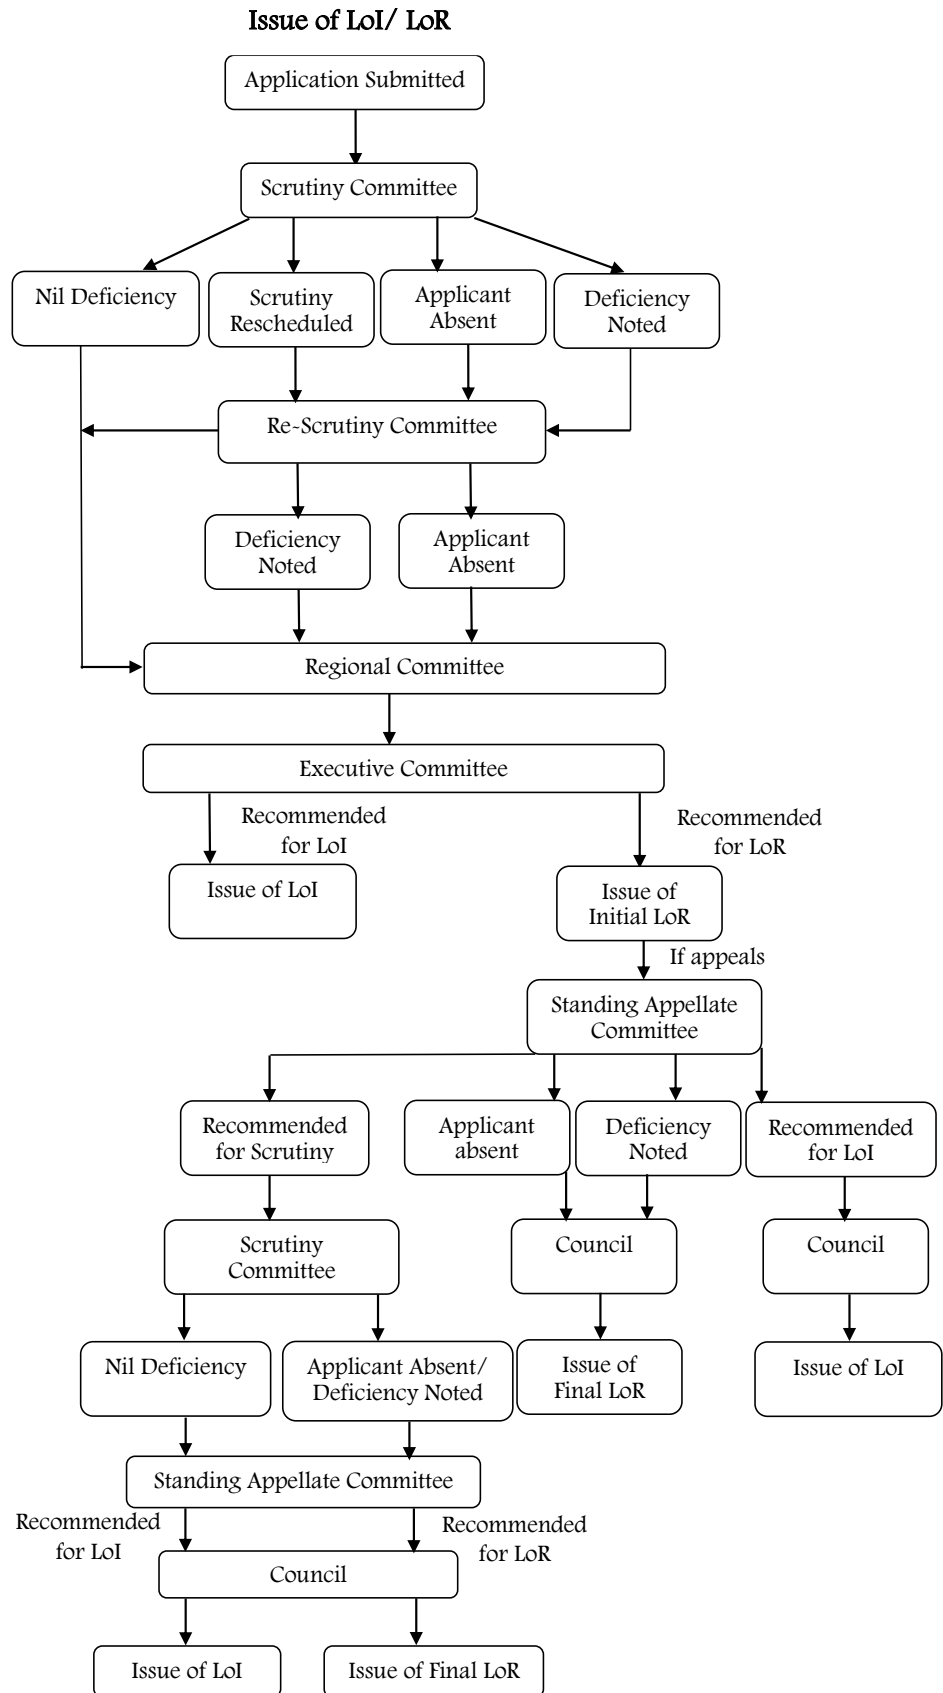 Issue of LoI/ LoR
Application Submitted
Scrutiny Committee
Nil Deficiency
Scrutiny
Rescheduled
Applicant
Absent
Deficiency
Noted
Re-Scrutiny Committee
Deficiency
Noted
Applicant
Absent
Regional Committee
Executive Committee
Recommended
for LoI
Recommended
for LoR
Issue of LoI
Issue of
Initial LoR
If appeals
Standing Appellate
Committee
Recommended
for Scrutiny
Applicant
absent
Deficiency
Noted
Recommended
for LoI
Scrutiny
Committee
Council
Council
Nil Deficiency
Applicant Absent/
Deficiency Noted
Issue of
Final LoR
Issue of LoI
Standing Appellate Committee
Recommended
for LoI
Recommended
for LoR
Council
Issue of LoI
Issue of Final LoR